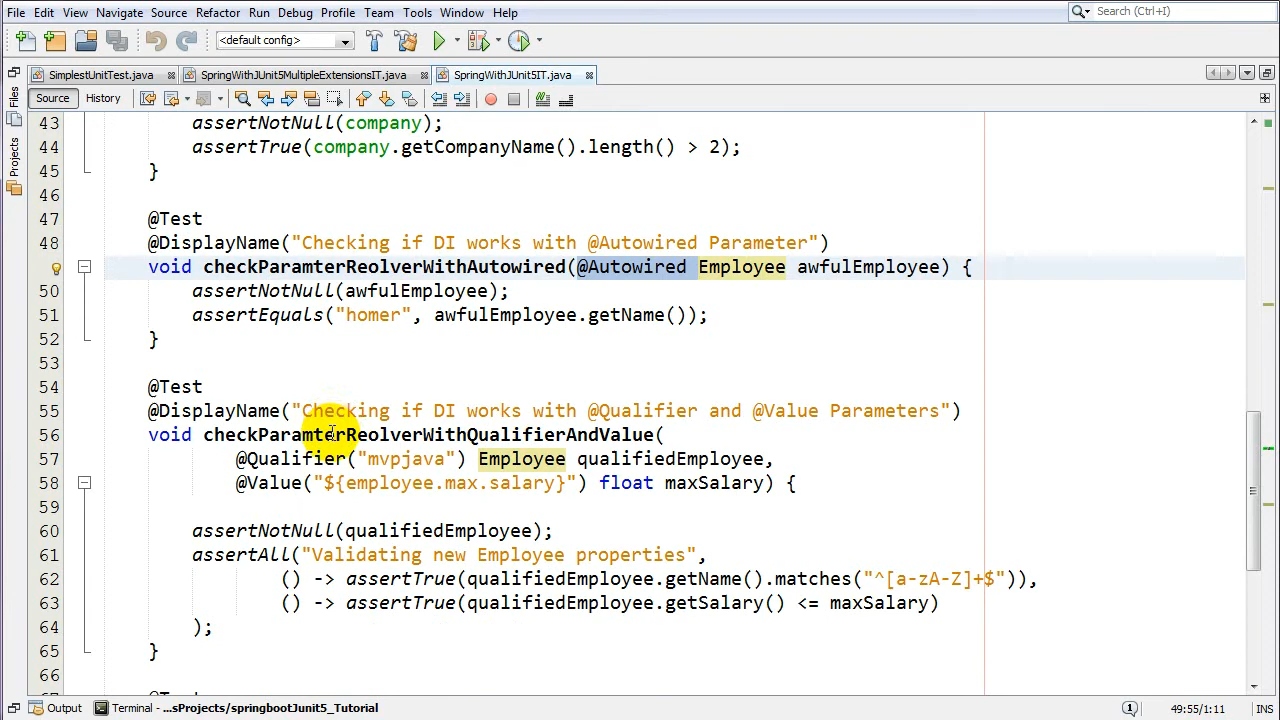 File Edit View Navigate Source Refactor Run Debug Profile Team Tools Window Help
Search (Ctrl+I)
<default config>
SimplestUnitTest.java
SpringWithJUnit5MultipleExtensionsIT.java
SpringWithJUnit5IT.java
Source History
Files
Projects
43 assertNotNull(company);
44 assertTrue(company.getCompanyName().length() > 2);
45 }
46
47 @Test
48 @DisplayName("Checking if DI works with @Autowired Parameter")
void checkParamterReolverWithAutowired(@Autowired Employee awfulEmployee) {
50 assertNotNull(awfulEmployee);
51 assertEquals("homer", awfulEmployee.getName());
52 }
53
54 @Test
55 @DisplayName("Checking if DI works with @Qualifier and @Value Parameters")
56 void checkParamterReolverWithQualifierAndValue(
57 @Qualifier("mvpjava") Employee qualifiedEmployee,
58 @Value("${employee.max.salary}") float maxSalary) {
59
60 assertNotNull(qualifiedEmployee);
61 assertAll("Validating new Employee properties",
62 () -> assertTrue(qualifiedEmployee.getName().matches("^[a-zA-Z]+$")),
63 () -> assertTrue(qualifiedEmployee.getSalary() <= maxSalary)
64 );
65 }
66
Output Terminal - ...sProjects/springbootJunit5_Tutorial 1 49:55/1:11 INS